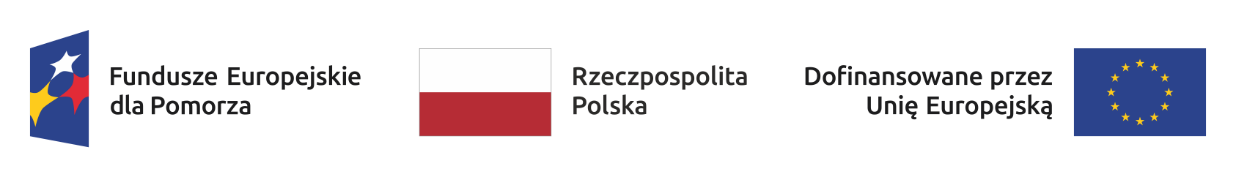 Fundusze Europejskie
dla Pomorza
Rzeczpospolita
Polska
Dofinansowane przez
Unię Europejską